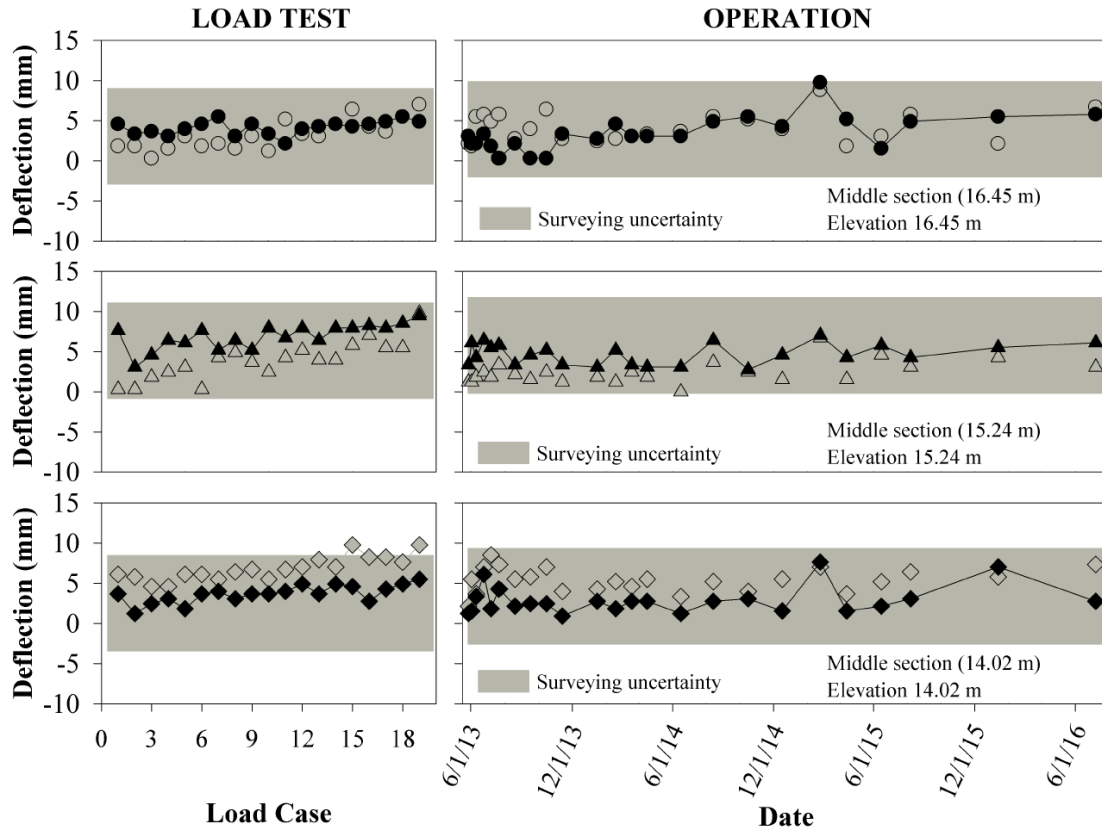 LOAD TEST
OPERATION
Deflection (mm)
15
10
5
0
-5
-10
Surveying uncertainty
Middle section (16.45 m)
Elevation 16.45 m
Deflection (mm)
15
10
5
0
-5
-10
Surveying uncertainty
Middle section (15.24 m)
Elevation 15.24 m
Deflection (mm)
15
10
5
0
-5
-10
Surveying uncertainty
Middle section (14.02 m)
Elevation 14.02 m
0 3 6 9 12 15 18
6/1/13 12/1/13 6/1/14 12/1/14 6/1/15 12/1/15 6/1/16
Load Case
Date